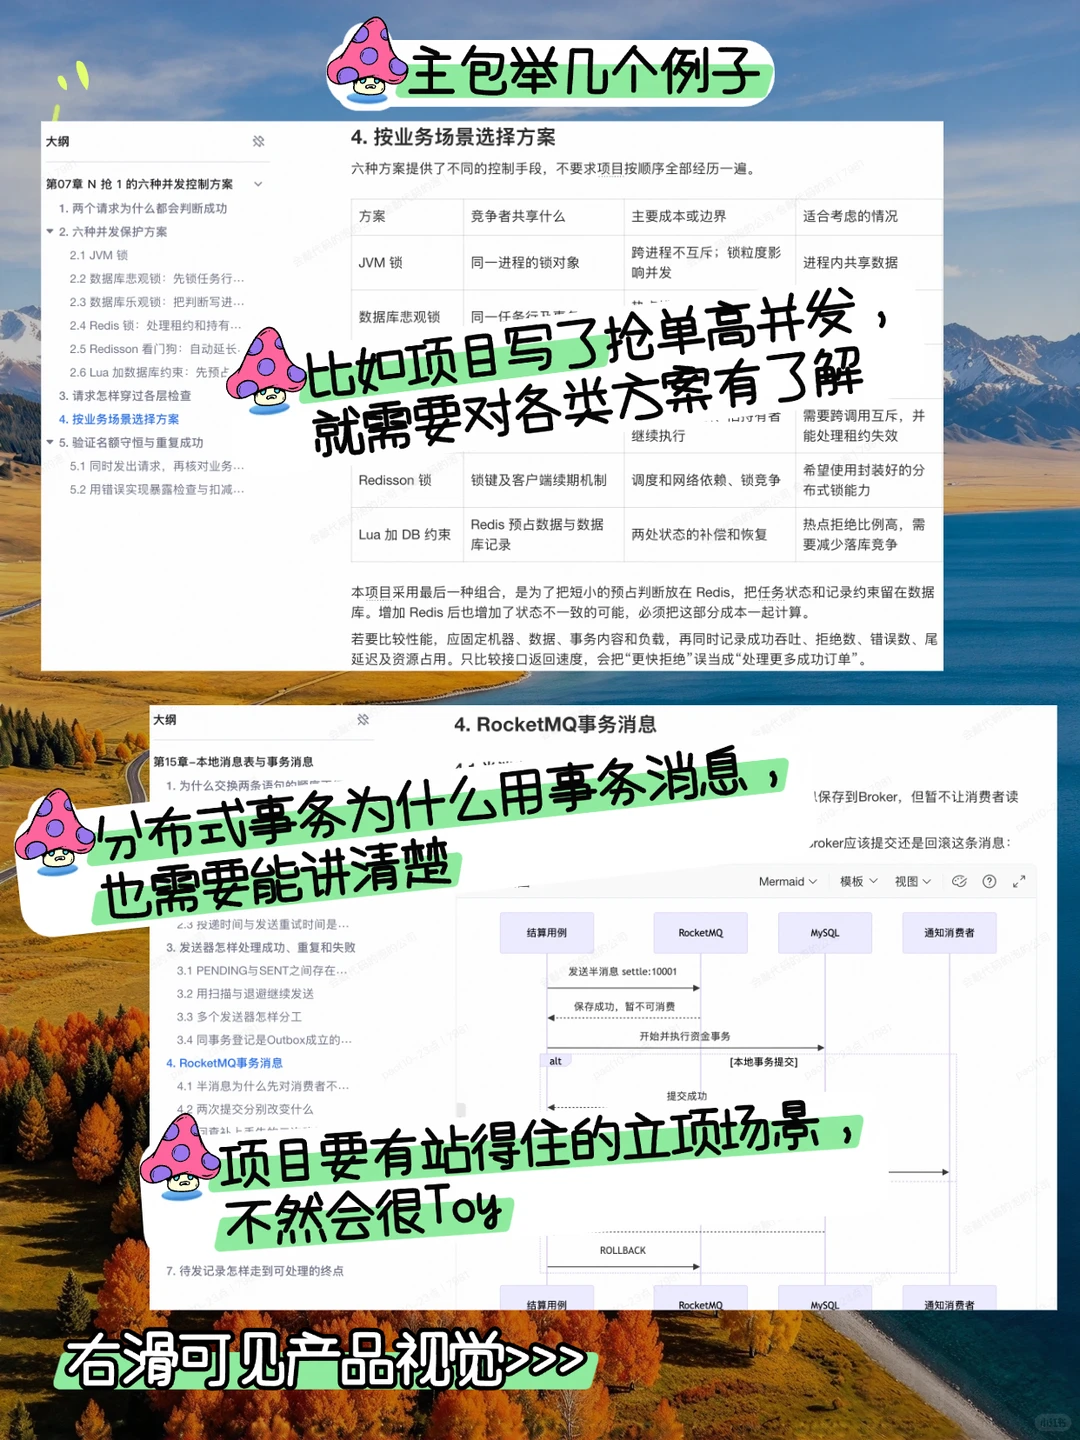 主包举几个例子
大纲
第07章 N 抢 1 的六种并发控制方案
1. 两个请求为什么都会判断成功
2. 六种并发保护方案
2.1 JVM 锁
2.2 数据库悲观锁：先锁任务行...
2.3 数据库乐观锁：把判断写进...
2.4 Redis 锁：处理租约和持有...
2.5 Redisson 看门狗：自动延长.
2.6 Lua 加数据库约束：先预占
3. 请求怎样穿过各层检查
4. 按业务场景选择方案
5. 验证名额守恒与重复成功
5.1 同时发出请求，再核对业务...
5.2 用错误实现暴露检查与扣减...
4. 按业务场景选择方案
六种方案提供了不同的控制手段，不要求项目按顺序全部经历一遍。
方案 竞争者共享什么 主要成本或边界 适合考虑的情况
JVM 锁 同一进程的锁对象 跨进程不互斥；锁粒度影响并发 进程内共享数据
数据库悲观锁
比如项目写了抢单高并发，
就需要对各类方案有了解
继续执行 需要跨调用互斥，并能处理租约失效
Redisson 锁 锁键及客户端续期机制 调度和网络依赖、锁竞争 希望使用封装好的分布式锁能力
Lua 加 DB 约束 Redis 预占数据与数据库记录 两处状态的补偿和恢复 热点拒绝比例高，需要减少落库竞争
本项目采用最后一种组合，是为了把短小的预占判断放在 Redis，把任务状态和记录约束留在数据
库。增加 Redis 后也增加了状态不一致的可能，必须把这部分成本一起计算。
若要比较性能，应固定机器、数据、事务内容和负载，再同时记录成功吞吐、拒绝数、错误数、尾
延迟及资源占用。只比较接口返回速度，会把“更快拒绝”误当成“处理更多成功订单”。
大纲
第15章-本地消息表与事务消息
4. RocketMQ事务消息
分布式事务为什么用事务消息，
也需要能讲清楚
保存到Broker，但暂不让消费者读
roker应该提交还是回滚这条消息：
Mermaid 模板 视图
2.3 投递时间与发送重试时间是...
3. 发送器怎样处理成功、重复和失败
3.1 PENDING与SENT之间存在...
3.2 用扫描与退避继续发送
3.3 多个发送器怎样分工
3.4 同事务登记是Outbox成立的...
4. RocketMQ事务消息
4.1 半消息为什么先对消费者不...
4.2 两次提交分别改变什么
7. 待发记录怎样走到可处理的终点
结算用例 RocketMQ MySQL 通知消费者
发送半消息 settle:10001
保存成功，暂不可消费
开始并执行资金事务
alt [本地事务提交]
提交成功
项目要有站得住的立项场景，
不然会很Toy
ROLLBACK
结算用例 RocketMQ MySQL 通知消费者
右滑可见产品视觉>>>
小红书